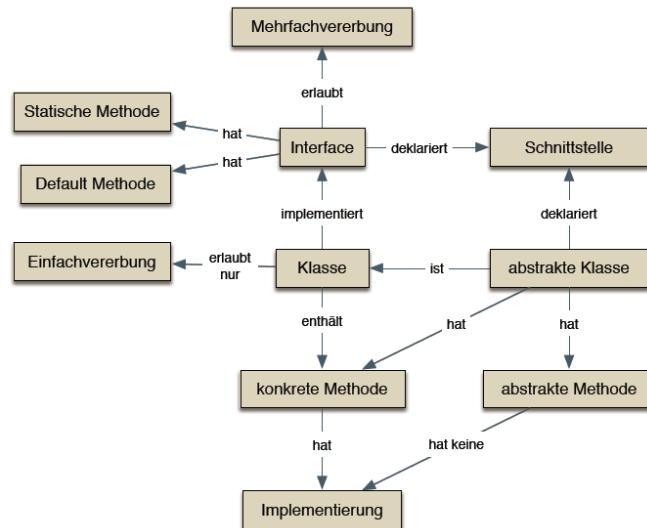 Mehrfachvererbung
erlaubt
Statische Methode
hat
Interface
deklariert
Schnittstelle
hat
Default Methode
implementiert
deklariert
Einfachvererbung
erlaubt
nur
Klasse
ist
abstrakte Klasse
enthält
hat
hat
konkrete Methode
abstrakte Methode
hat
hat keine
Implementierung